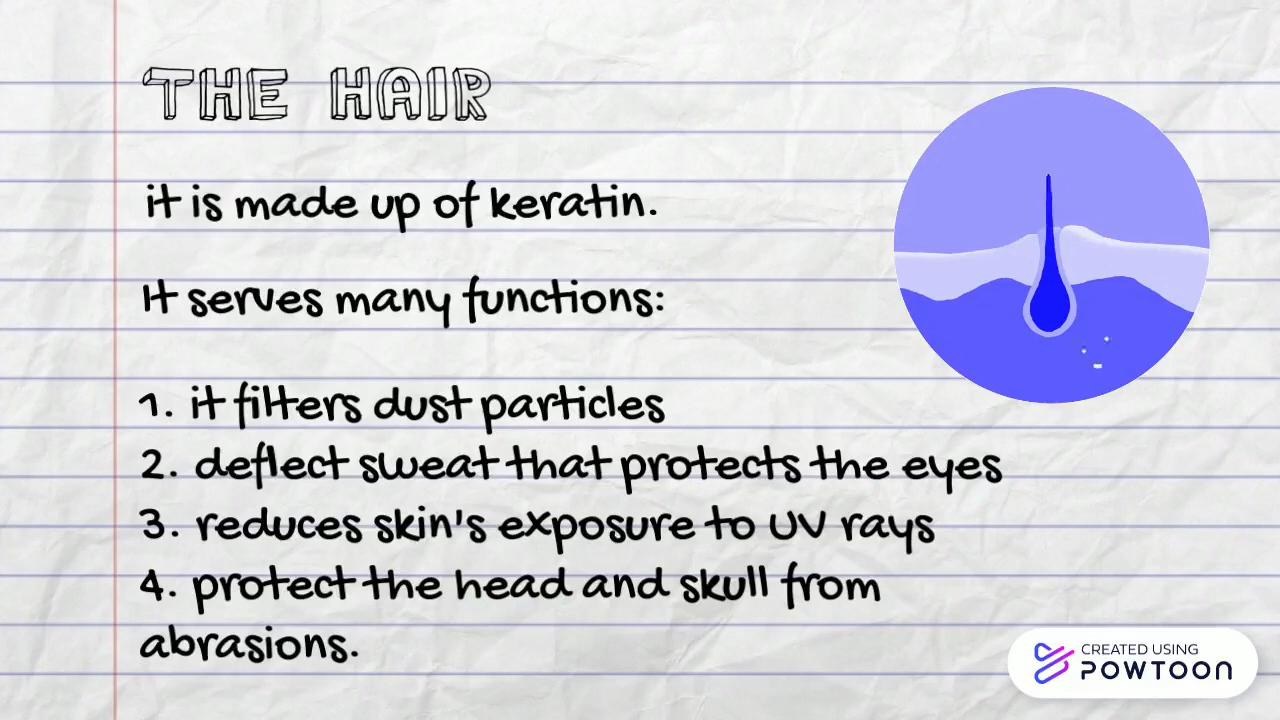 THE HAIR
it is made up of keratin.
It serves many functions:
1. it filters dust particles
2. deflect sweat that protects the eyes
3. reduces skin's exposure to UV rays
4. protect the head and skull from
abrasions.
CREATED USING
POWTOON